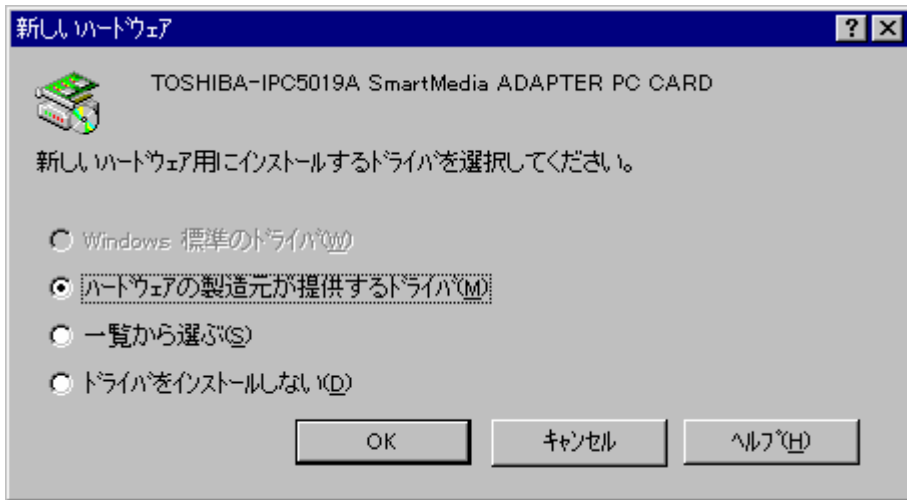 新しいハードウェア
TOSHIBA-IPC5019A SmartMedia ADAPTER PC CARD
新しいハードウェア用にインストールするドライバを選択してください。
Windows 標準のドライバ(W)
ハードウェアの製造元が提供するドライバ(M)
一覧から選ぶ(S)
ドライバをインストールしない(D)
OK キャンセル ヘルプ(H)